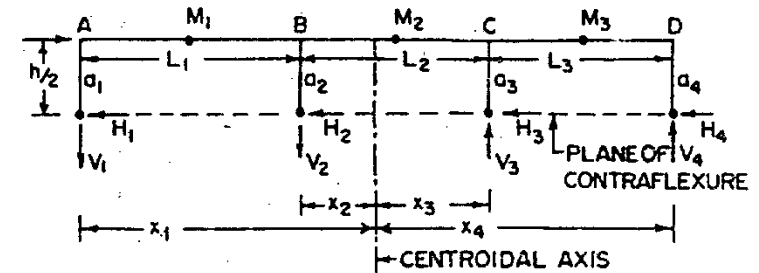 A M₁ B M₂ C M₃ D
h/2 L₁ L₂ L₃
a₁ a₂ a₃ a₄
H₁ H₂ H₃ H₄
V₁ V₂ V₃ PLANE OF V₄
CONTRAFLEXURE
x₂ x₃
x₁ x₄
CENTROIDAL AXIS